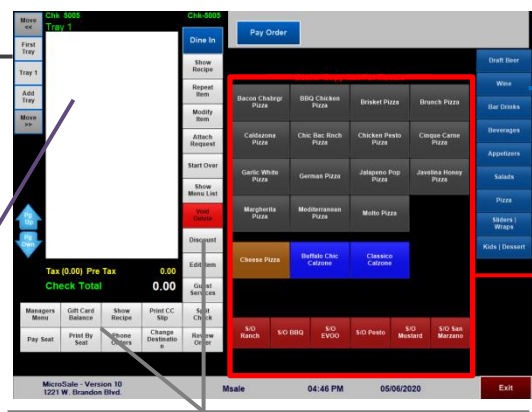 Move
<<
Chk 5005
Chk-5005
Tray 1
First
Tray
Tray 1
Add
Tray
Move
>>
Pg
Up
Pg
Dwn
Dine In
Show
Recipe
Repeat
Item
Modify
Item
Attach
Request
Start Over
Show
Menu List
Void
Delete
Discount
Edit Item
Guest
Services
Tax (0.00) Pre Tax 0.00
Check Total 0.00
Managers
Menu
Gift Card
Balance
Show
Recipe
Print CC
Slip
Split
Check
Pay Seat
Print By
Seat
Phone
Orders
Change
Destinatio
n
Review
Order
Pay Order
Bacon Chsbrgr
Pizza
BBQ Chicken
Pizza
Brisket Pizza
Brunch Pizza
Caldazona
Pizza
Chic Bac Rnch
Pizza
Chicken Pesto
Pizza
Cinque Carne
Pizza
Garlic White
Pizza
German Pizza
Jalapeno Pop
Pizza
Javelina Honey
Pizza
Margherita
Pizza
Mediterranean
Pizza
Molto Pizza
Cheese Pizza
Buffalo Chic
Calzone
Classico
Calzone
S/O
Ranch
S/O BBQ
S/O
EVOO
S/O Pesto
S/O
Mustard
S/O San
Marzano
Draft Beer
Wine
Bar Drinks
Beverages
Appetizers
Salads
Pizza
Sliders |
Wraps
Kids | Dessert
MicroSale - Version 10
1221 W. Brandon Blvd.
Msale
04:46 PM
05/06/2020
Exit